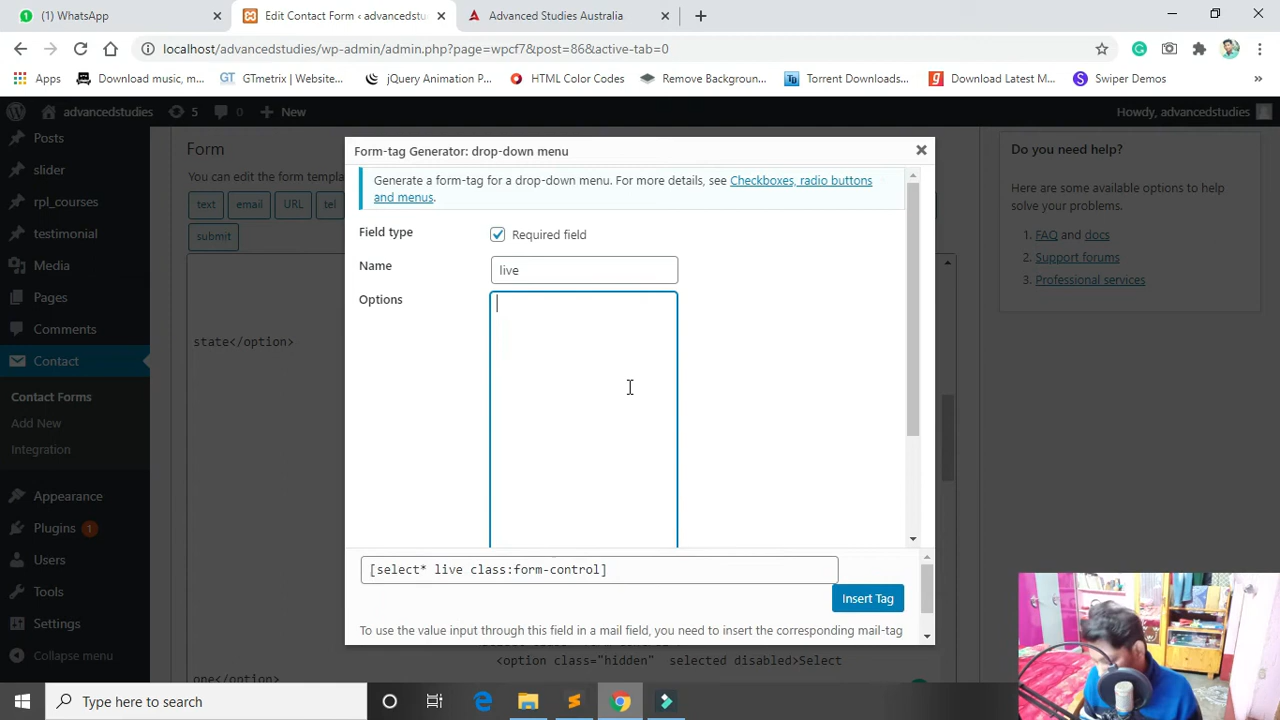 (1) WhatsApp
Edit Contact Form ‹ advancedstu
Advanced Studies Australia
localhost/advancedstudies/wp-admin/admin.php?page=wpcf7&post=86&active-tab=0
Apps
Download music, m...
GTmetrix | Website...
jQuery Animation P...
HTML Color Codes
Remove Backgroun...
Torrent Downloads...
Download Latest M...
Swiper Demos
advancedstudies
5
0
New
Howdy, advancedstudies
Posts
slider
rpl_courses
testimonial
Media
Pages
Comments
Contact
Contact Forms
Add New
Integration
Appearance
Plugins 1
Users
Tools
Settings
Collapse menu
Form
You can edit the form templa
text
email
URL
tel
submit
state</option>
one</option>
Form-tag Generator: drop-down menu
Generate a form-tag for a drop-down menu. For more details, see Checkboxes, radio buttons
and menus.
Field type
Required field
Name
live
Options
[select* live class:form-control]
Insert Tag
To use the value input through this field in a mail field, you need to insert the corresponding mail-tag
<option class="hidden" selected disabled>Select
Do you need help?
Here are some available options to help
solve your problems.
1. FAQ and docs
2. Support forums
3. Professional services
Type here to search